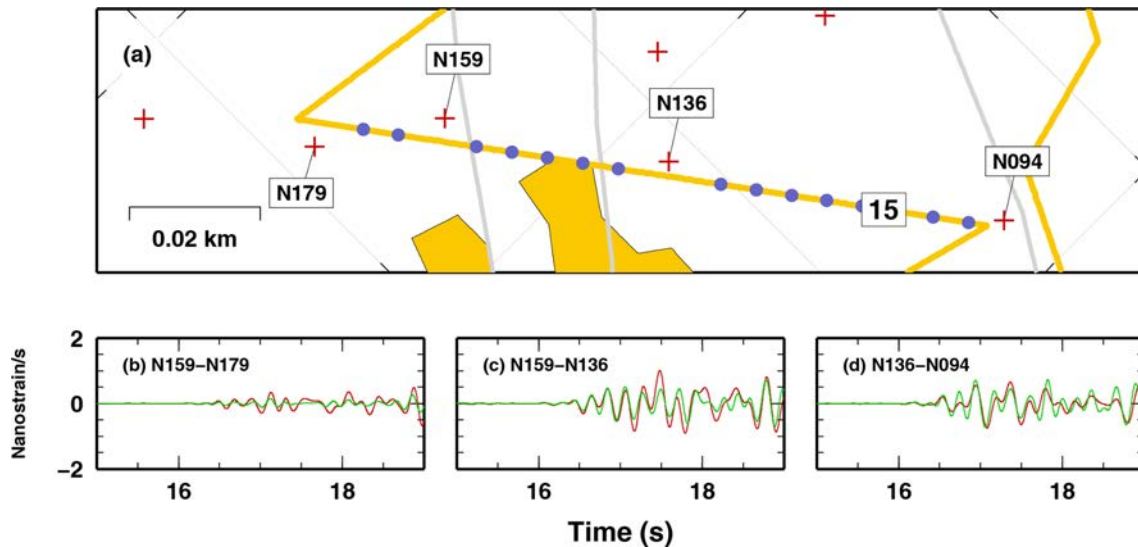 (a)
N159
N136
N094
N179
15
0.02 km
2
0
−2
Nanostrain/s
(b) N159−N179
(c) N159−N136
(d) N136−N094
16 18 16 18 16 18
Time (s)